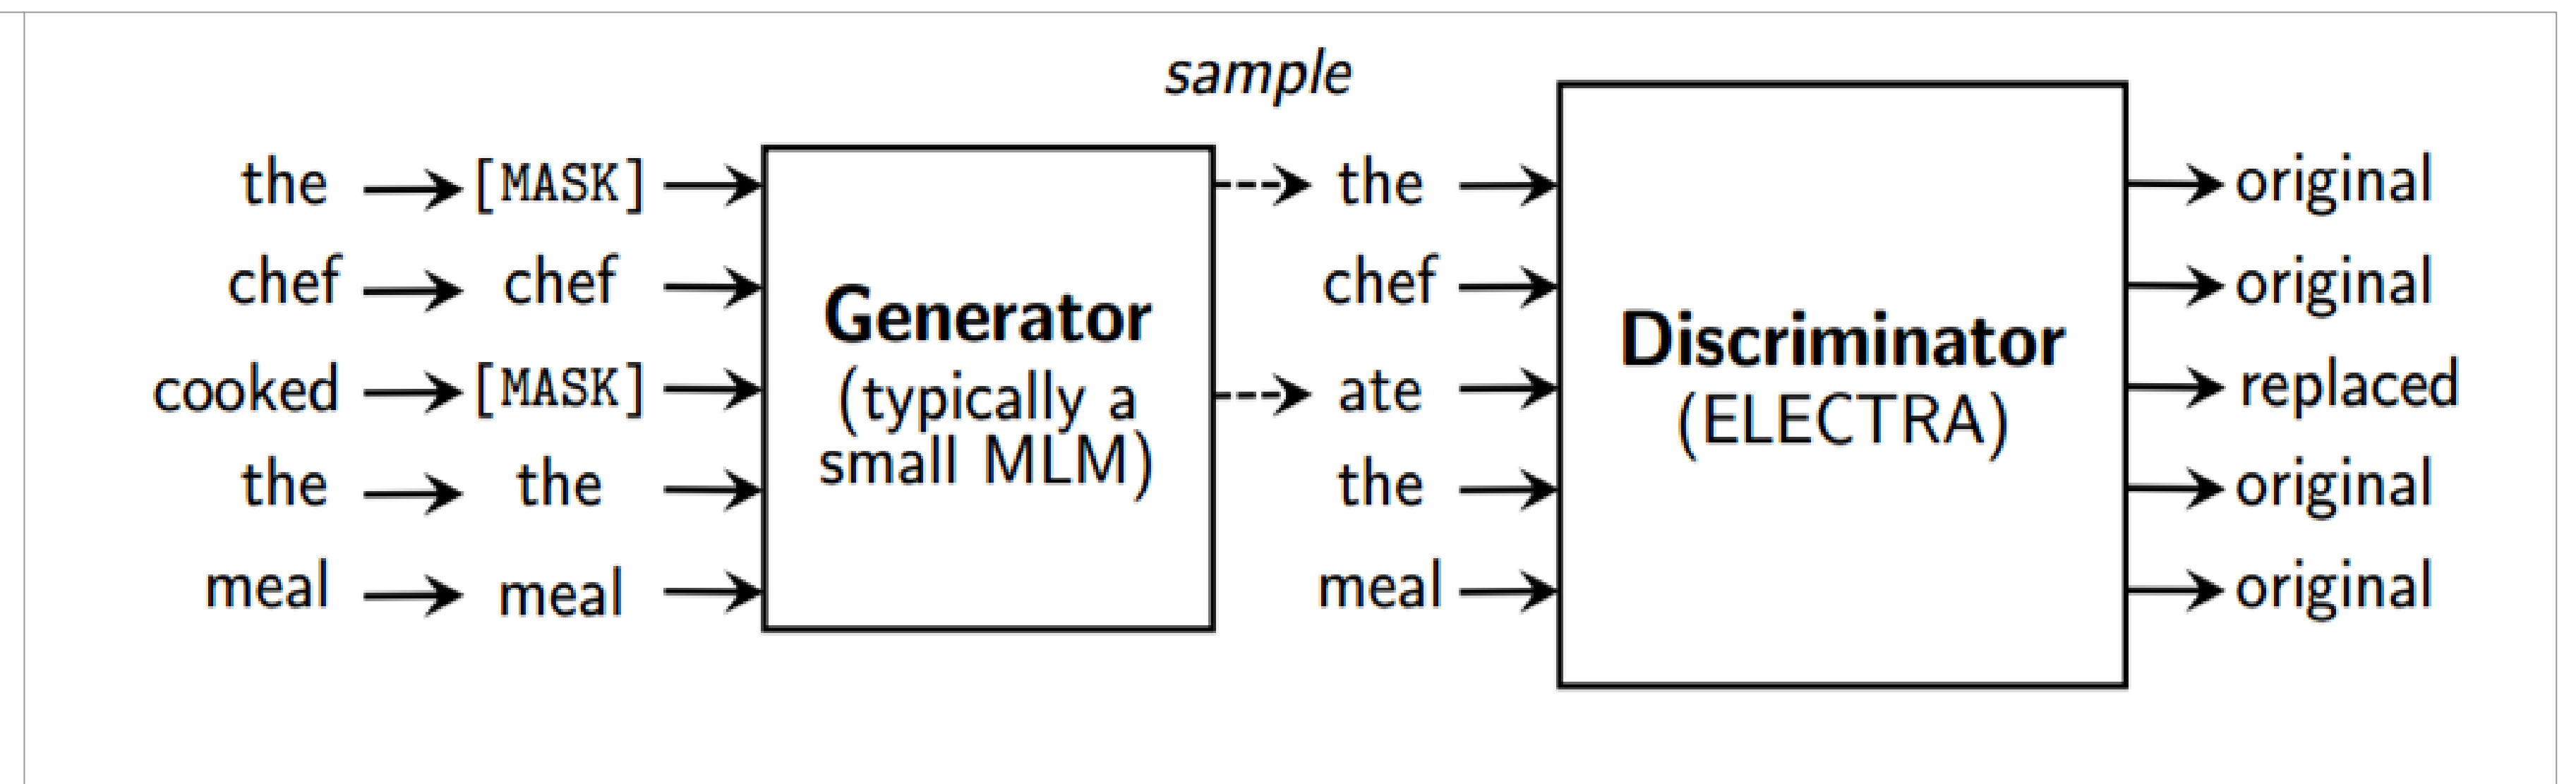 sample
the [MASK] the original
chef chef chef original
cooked [MASK] ate replaced
the the the original
meal meal meal original
Generator
(typically a
small MLM)
Discriminator
(ELECTRA)